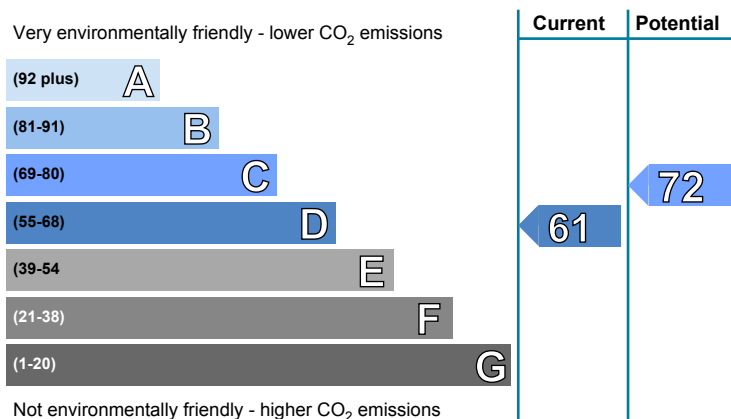 Very environmentally friendly - lower CO2 emissions
Current
Potential
(92 plus) A
(81-91) B
(69-80) C
72
(55-68) D
61
(39-54 E
(21-38) F
(1-20) G
Not environmentally friendly - higher CO2 emissions